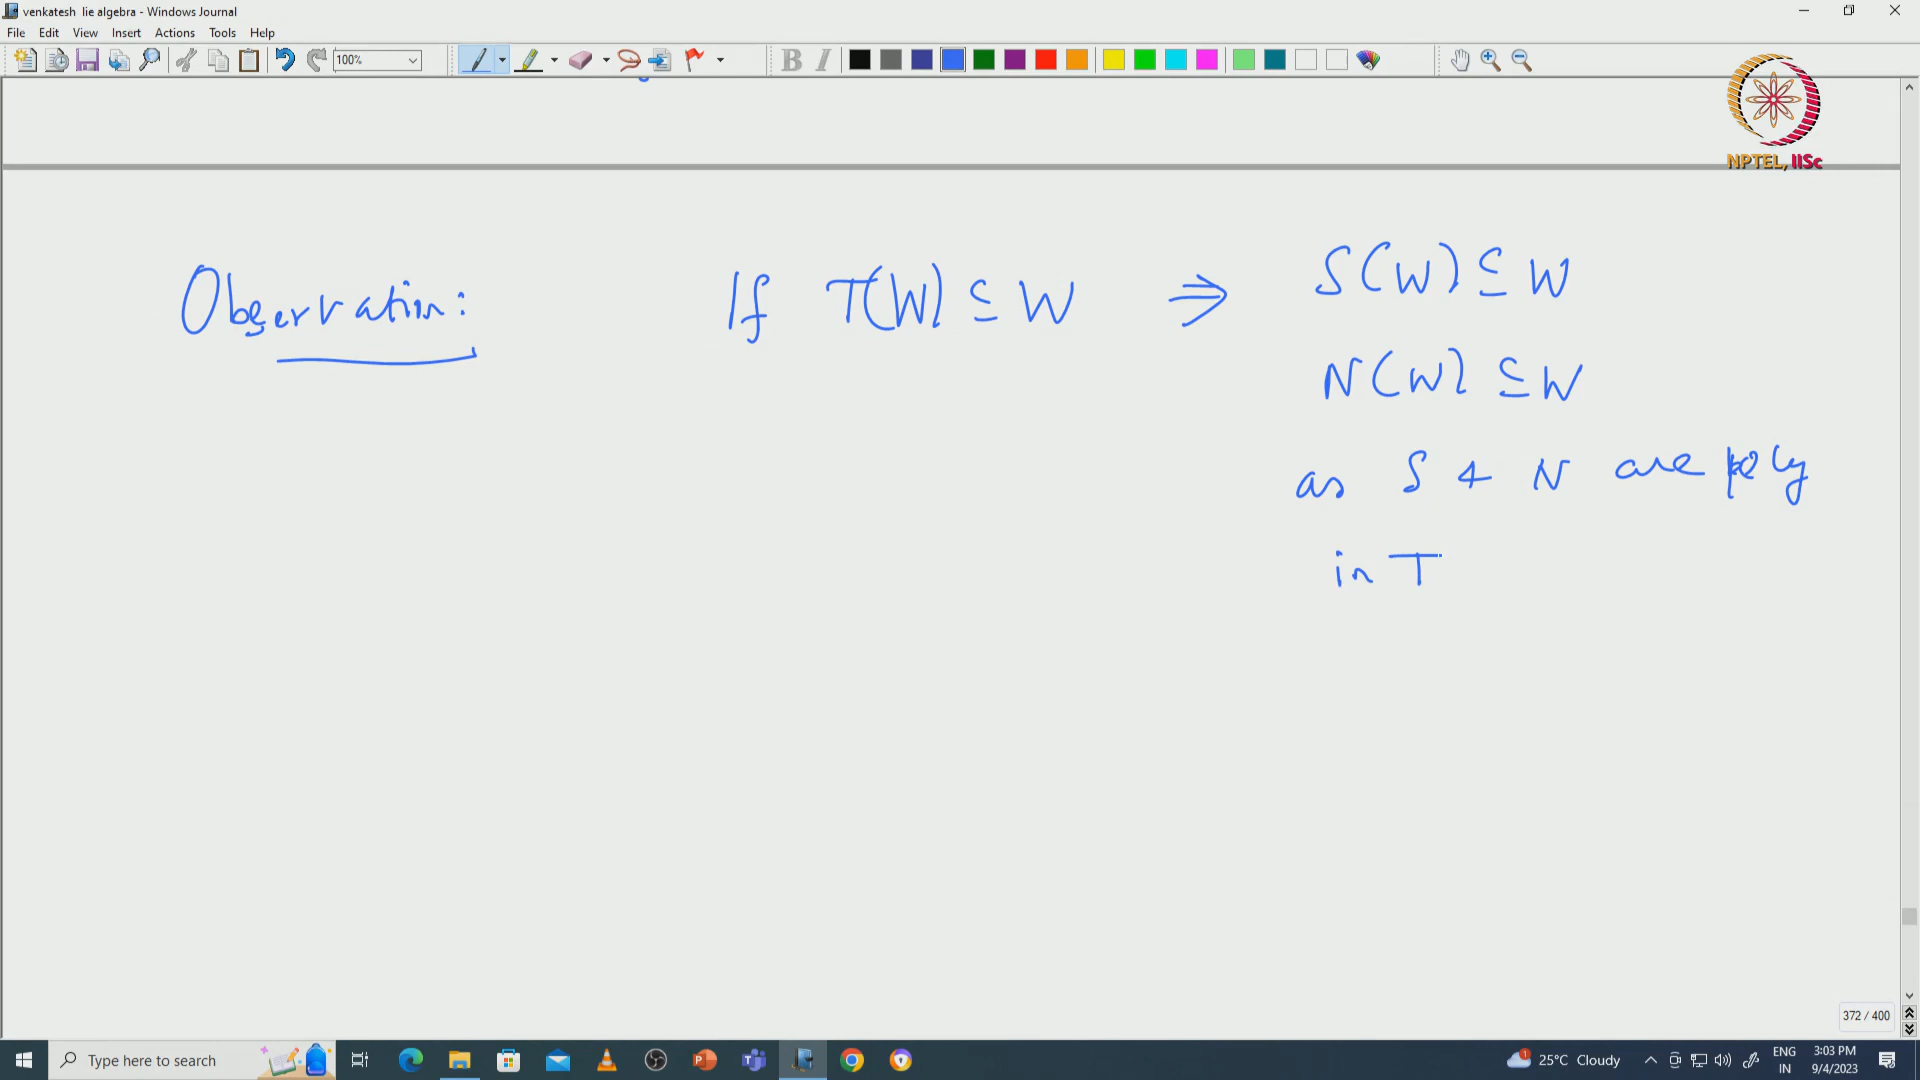 venkatesh lie algebra - Windows Journal
File Edit View Insert Actions Tools Help
100%
B I
NPTEL, IISc
Observation: If T(W) ⊆ W ⇒ S(W) ⊆ W
N(W) ⊆ W
as S & N are poly
in T
372 / 400
Type here to search
25°C Cloudy
ENG
IN
3:03 PM
9/4/2023